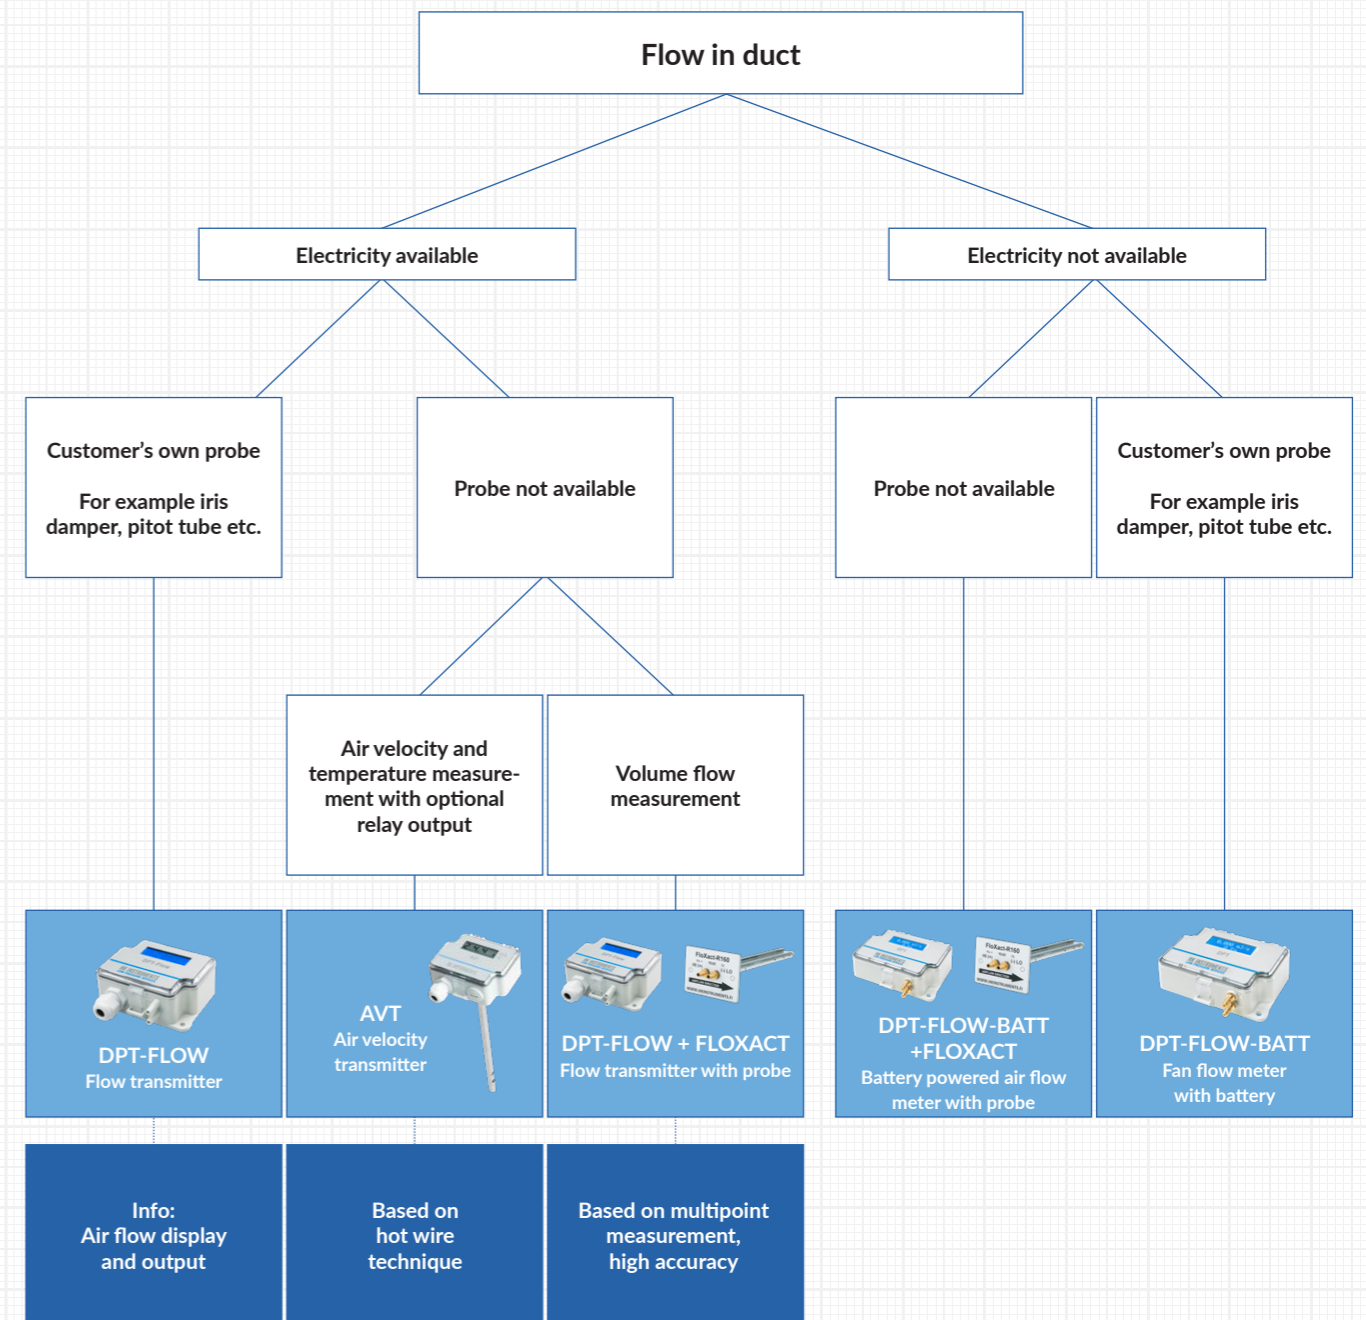 Flow in duct
Electricity available
Electricity not available
Customer’s own probe
For example iris
damper, pitot tube etc.
Probe not available
Probe not available
Customer’s own probe
For example iris
damper, pitot tube etc.
Air velocity and
temperature measure-
ment with optional
relay output
Volume flow
measurement
DPT-FLOW
Flow transmitter
AVT
Air velocity
transmitter
FloXact-R160
DPT-FLOW + FLOXACT
Flow transmitter with probe
FloXact-R160
DPT-FLOW-BATT
+FLOXACT
Battery powered air flow
meter with probe
DPT-FLOW-BATT
Fan flow meter
with battery
Info:
Air flow display
and output
Based on
hot wire
technique
Based on multipoint
measurement,
high accuracy